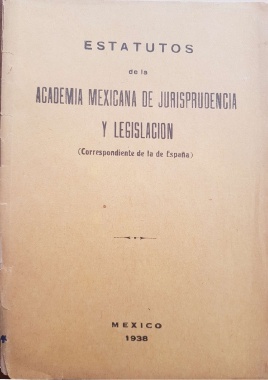 ESTATUTOS
de la
ACADEMIA MEXICANA DE JURISPRUDENCIA
Y LEGISLACION
(Correspondiente de la de España)
MEXICO
1938